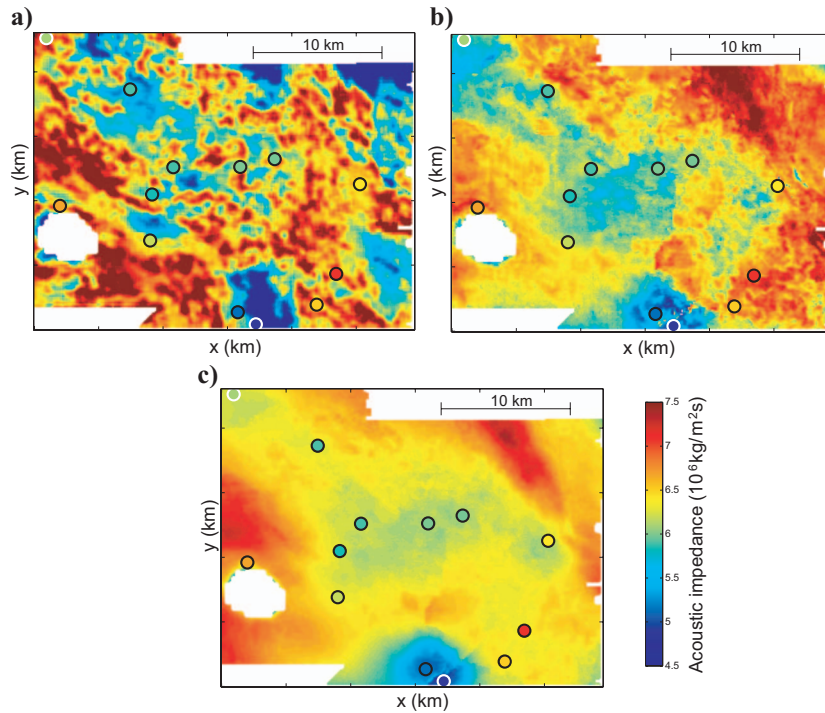 a)
10 km
y (km)
x (km)
b)
10 km
y (km)
x (km)
c)
10 km
y (km)
x (km)
7.5
7
6.5
6
5.5
5
4.5
Acoustic impedance (10⁶kg/m²s)